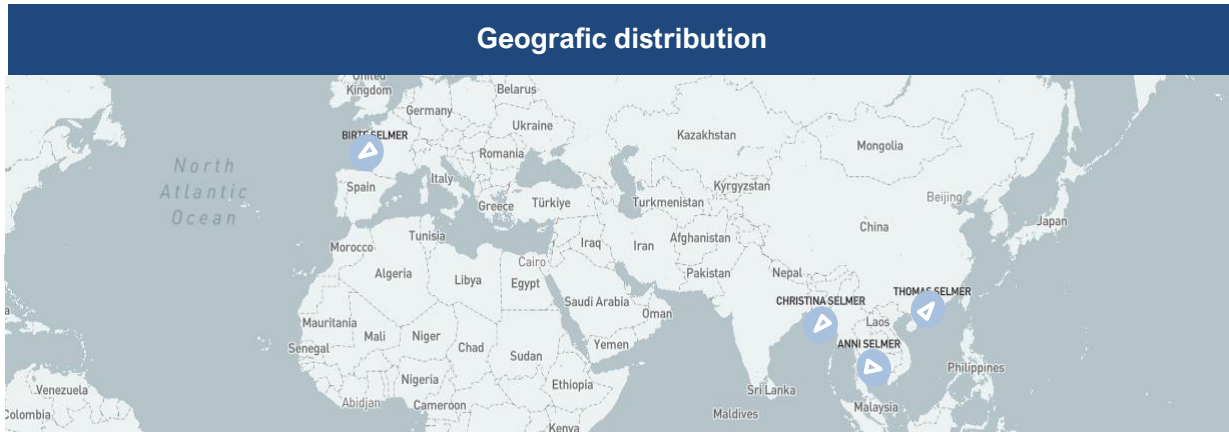 Geografic distribution
United
Kingdom
Belarus
Germany
Ukraine
Kazakhstan
BIRTE SELMER
Mongolia
Romania
North
Atlantic
Ocean
Italy
Spain
Kyrgyzstan
Beijing
Greece
Türkiye
Turkmenistan
Japan
China
Tunisia
Morocco
Iraq
Iran
Afghanistan
Cairo
Algeria
Libya
Egypt
Pakistan
Nepal
THOMAS SELMER
Saudi Arabia
CHRISTINA SELMER
Oman
Mauritania
Mali
Niger
Laos
Senegal
Chad
Sudan
Yemen
ANNI SELMER
Philippines
Nigeria
Ethiopia
Venezuela
Sri Lanka
Abidjan
Cameroon
Malaysia
Colombia
Maldives
Kenya